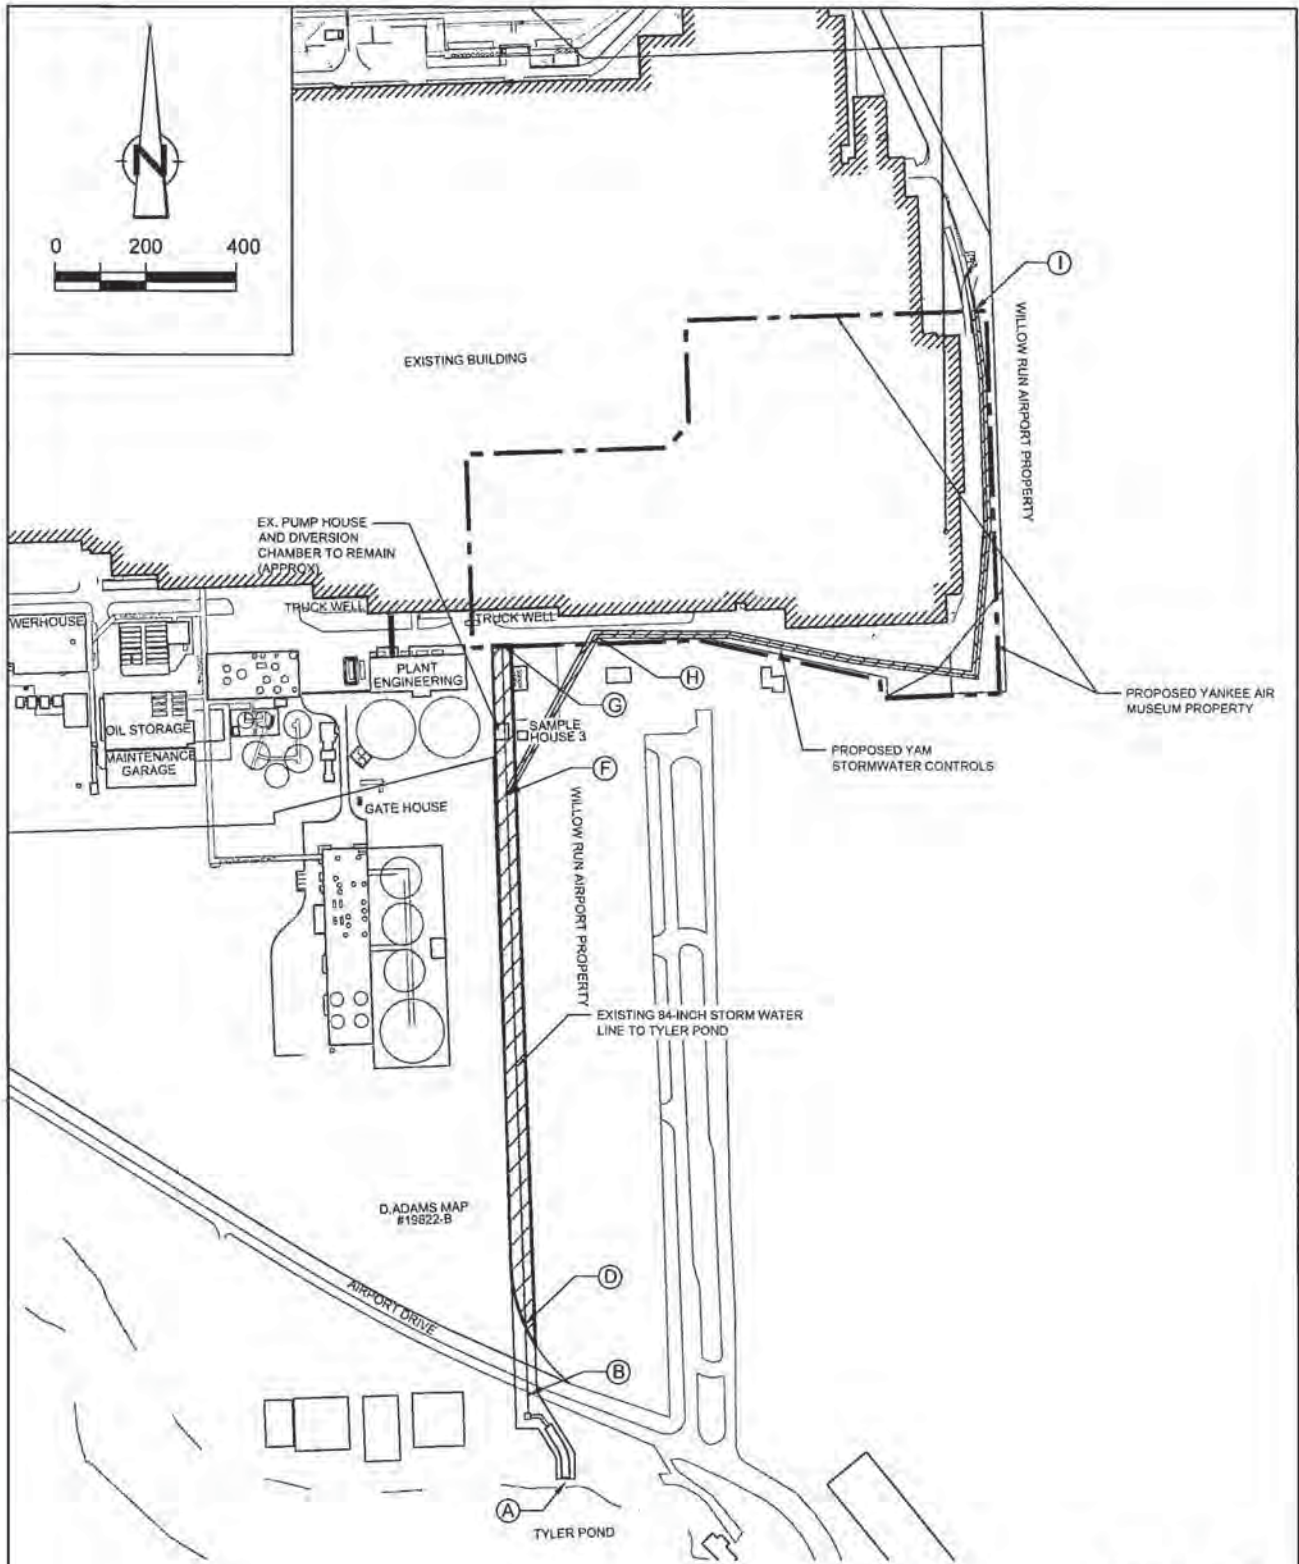 N
0 200 400
I
WILLOW RUN AIRPORT PROPERTY
EXISTING BUILDING
EX. PUMP HOUSE
AND DIVERSION
CHAMBER TO REMAIN
(APPROX)
TRUCK WELL
TRUCK WELL
WERHOUSE
PLANT
ENGINEERING
H
G
PROPOSED YANKEE AIR
MUSEUM PROPERTY
OIL STORAGE
SAMPLE
HOUSE 3
PROPOSED YAM
STORMWATER CONTROLS
MAINTENANCE
GARAGE
F
GATE HOUSE
WILLOW RUN AIRPORT PROPERTY
EXISTING 84-INCH STORM WATER
LINE TO TYLER POND
D.ADAMS MAP
#19822-B
D
AIRPORT DRIVE
B
A
TYLER POND